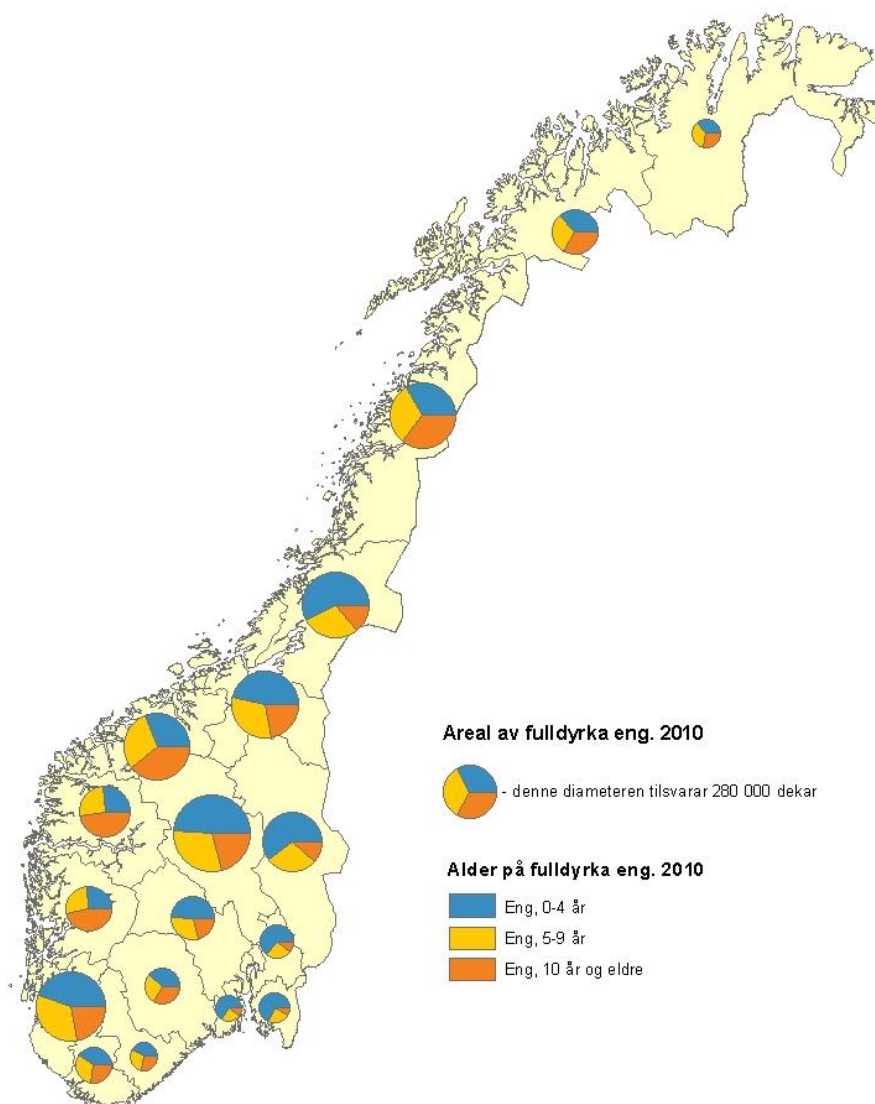 Areal av fulldyrka eng. 2010
- denne diameteren tilsvarar 280 000 dekar
Alder på fulldyrka eng. 2010
Eng, 0-4 år
Eng, 5-9 år
Eng, 10 år og eldre